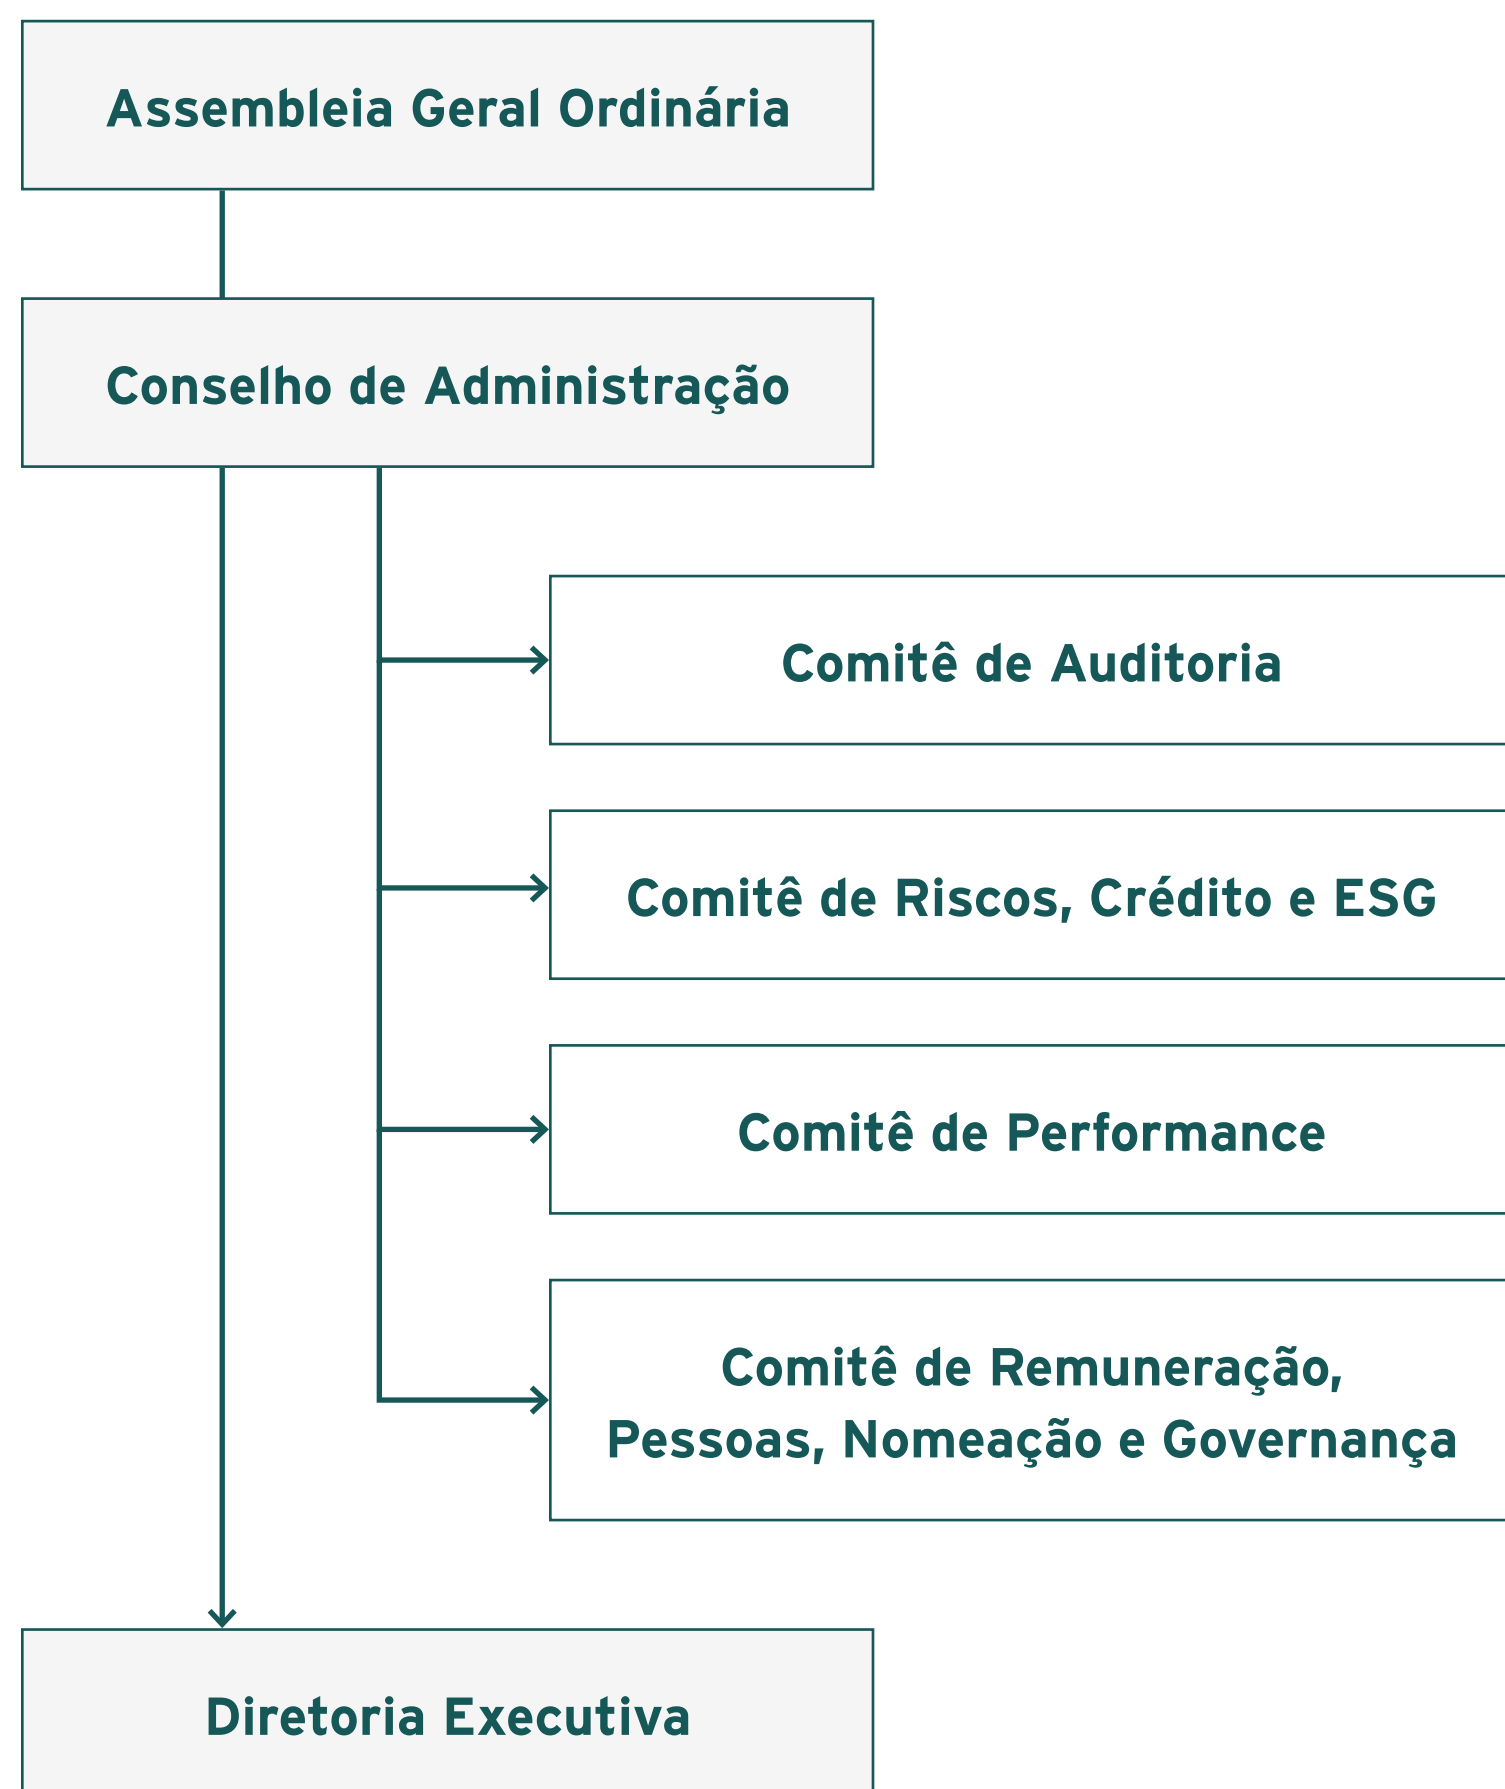 Assembleia Geral Ordinária
Conselho de Administração
Comitê de Auditoria
Comitê de Riscos, Crédito e ESG
Comitê de Performance
Comitê de Remuneração,
Pessoas, Nomeação e Governança
Diretoria Executiva